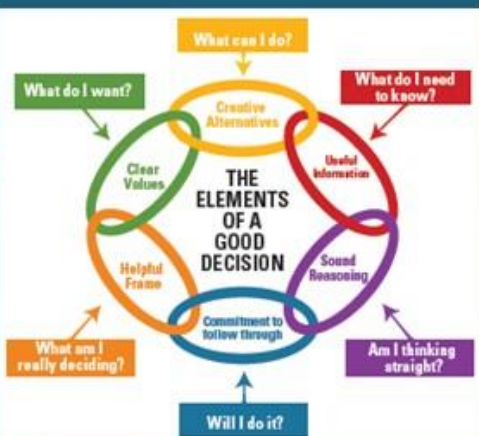 What can I do?
What do I want?
What do I need
to know?
Creative
Alternatives
Clear
Values
Useful
Information
THE
ELEMENTS
OF A
GOOD
DECISION
Helpful
Frame
Sound
Reasoning
Commitment to
follow through
What am I
really deciding?
Am I thinking
straight?
Will I do it?